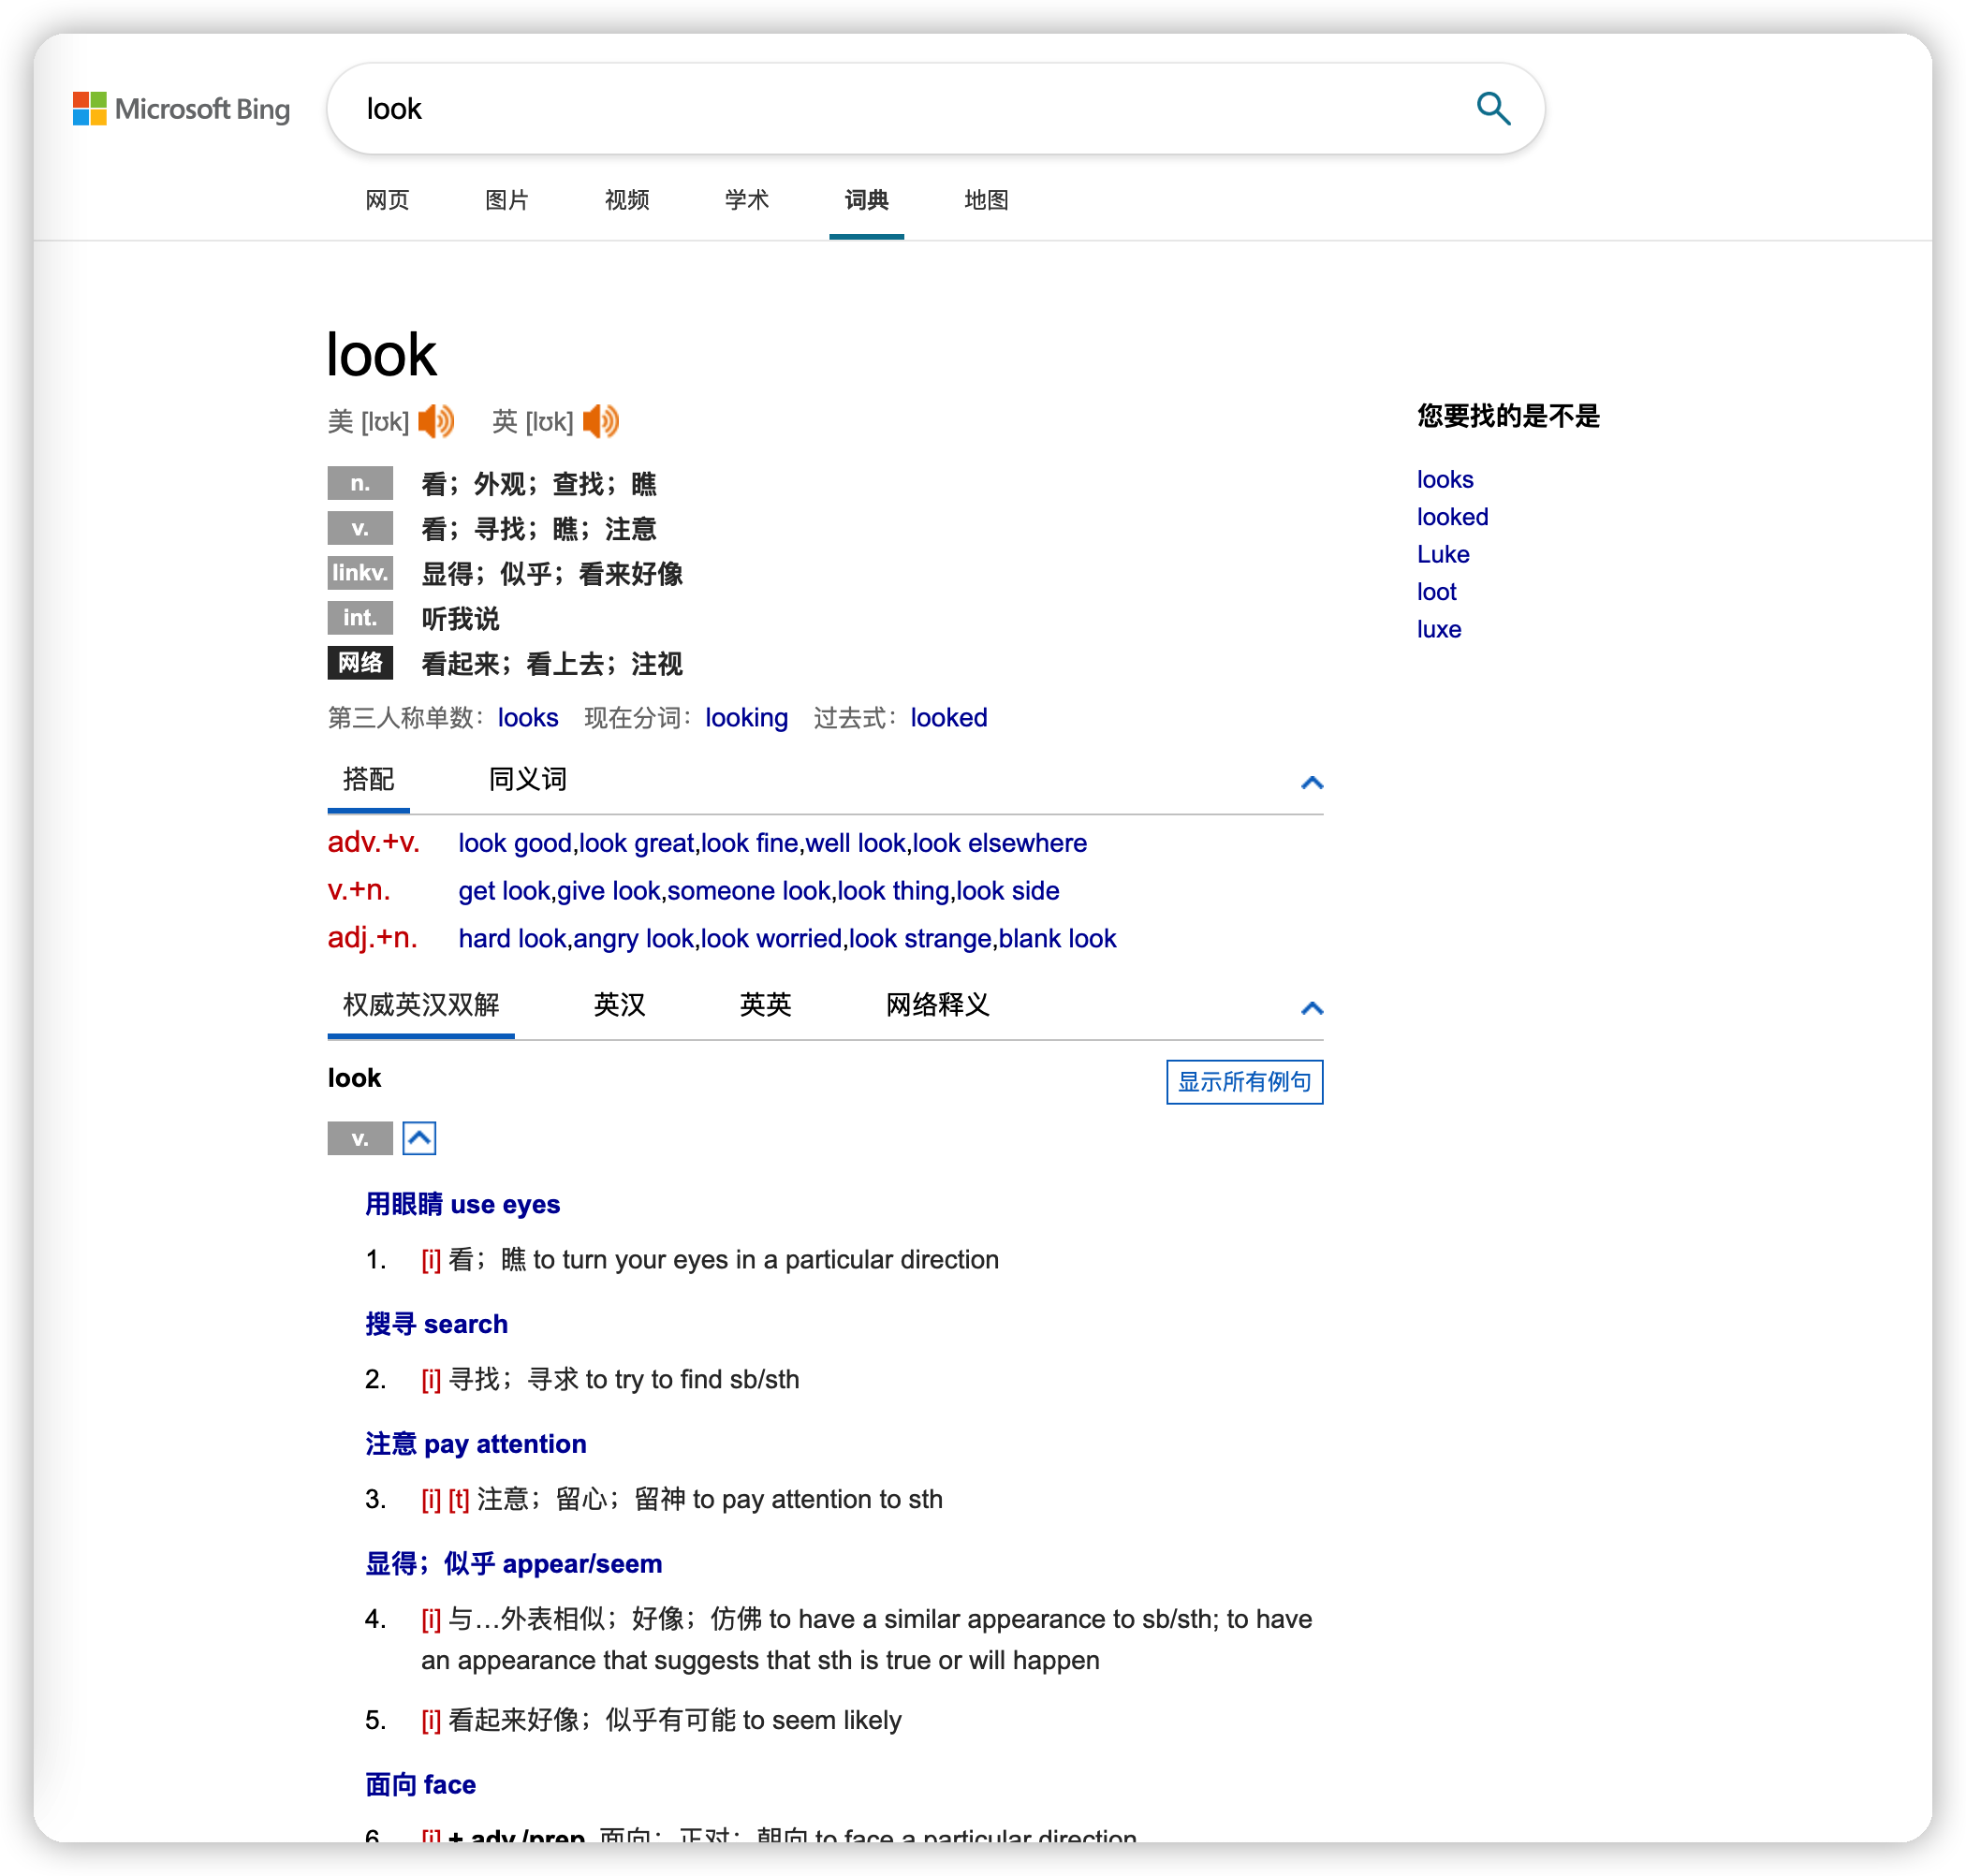 Microsoft Bing
look
网页 图片 视频 学术 词典 地图
look
美 [lʊk] 英 [lʊk]
n. 看；外观；查找；瞧
v. 看；寻找；瞧；注意
linkv. 显得；似乎；看来好像
int. 听我说
网络 看起来；看上去；注视
第三人称单数：looks 现在分词：looking 过去式：looked
搭配 同义词
adv.+v. look good,look great,look fine,well look,look elsewhere
v.+n. get look,give look,someone look,look thing,look side
adj.+n. hard look,angry look,look worried,look strange,blank look
权威英汉双解 英汉 英英 网络释义
look
显示所有例句
v.
用眼睛 use eyes
1. [i] 看；瞧 to turn your eyes in a particular direction
搜寻 search
2. [i] 寻找；寻求 to try to find sb/sth
注意 pay attention
3. [i] [t] 注意；留心；留神 to pay attention to sth
显得；似乎 appear/seem
4. [i] 与…外表相似；好像；仿佛 to have a similar appearance to sb/sth; to have
an appearance that suggests that sth is true or will happen
5. [i] 看起来好像；似乎有可能 to seem likely
面向 face
6. [i] + adv./prep. 面向；正对；朝向 to face a particular direction
您要找的是不是
looks
looked
Luke
loot
luxe